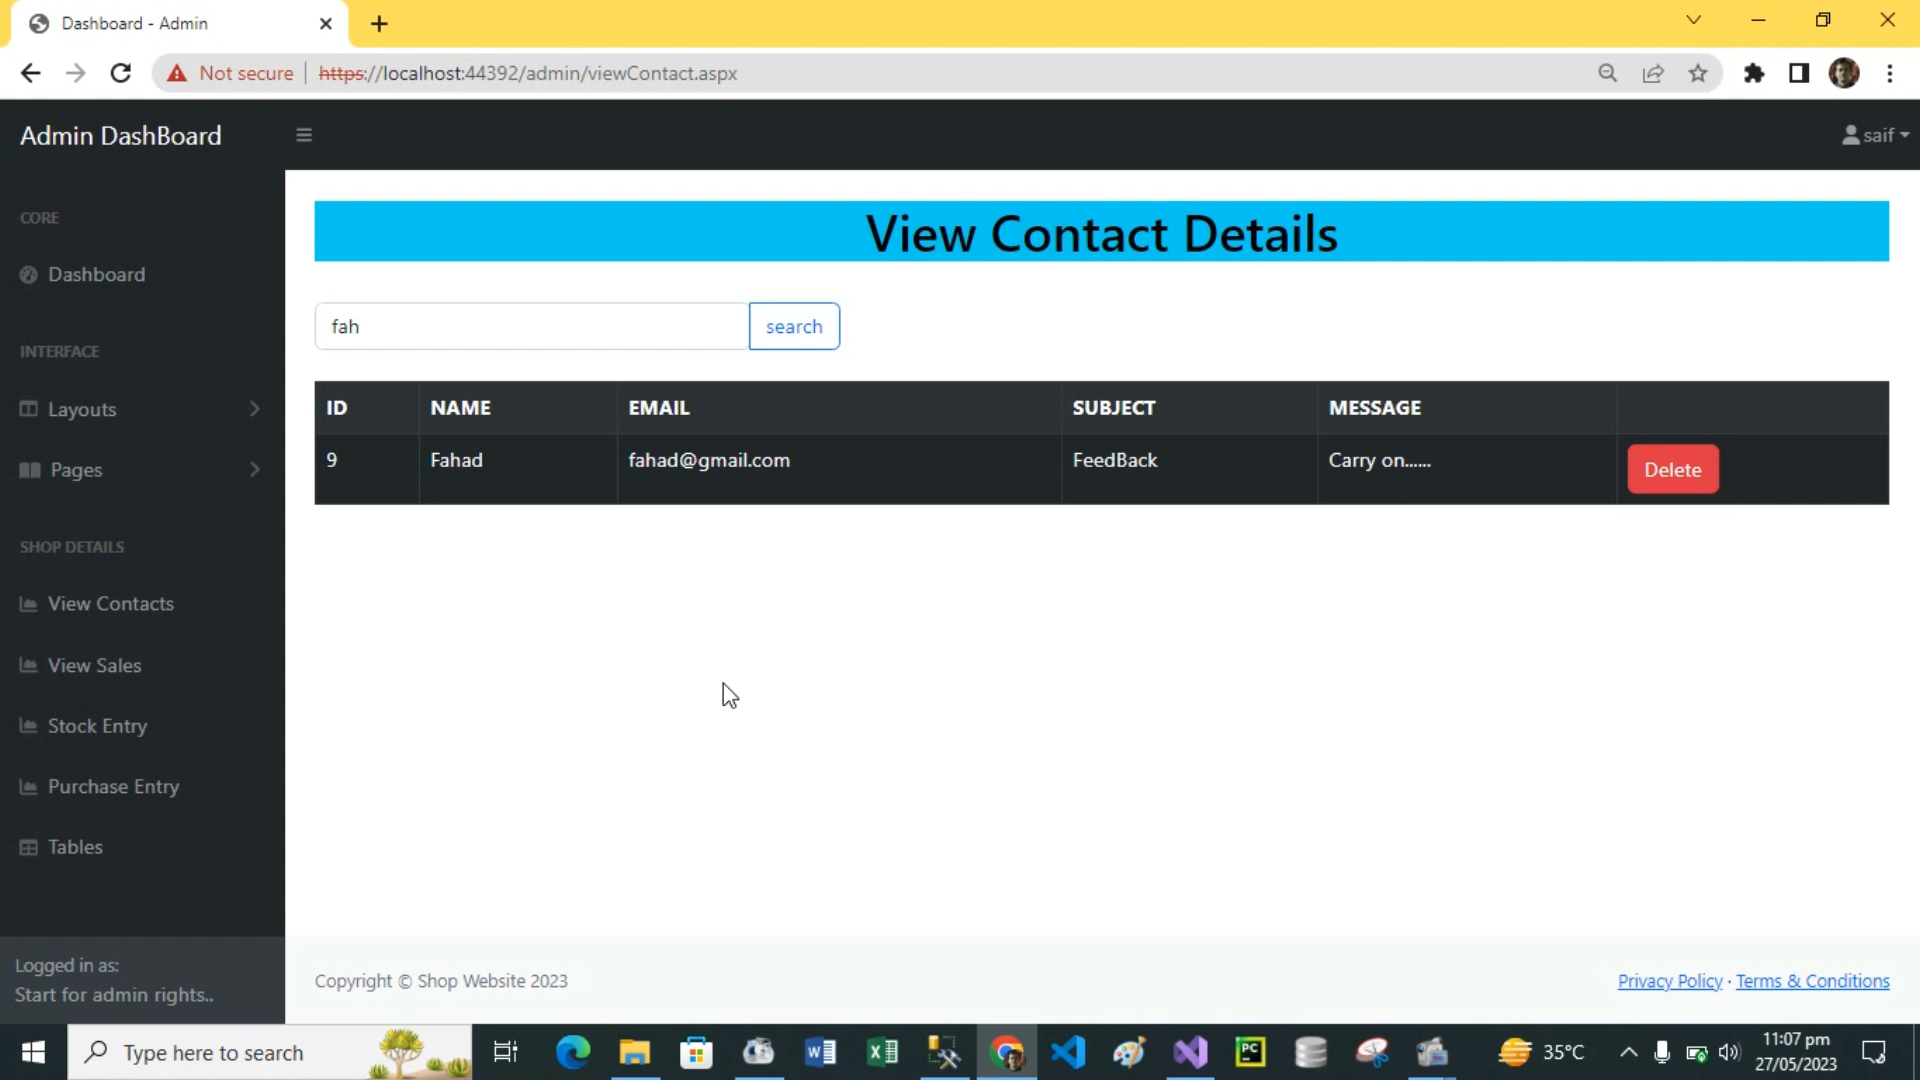 Dashboard - Admin
Not secure https://localhost:44392/admin/viewContact.aspx
Admin DashBoard
saif
CORE
Dashboard
INTERFACE
Layouts
Pages
SHOP DETAILS
View Contacts
View Sales
Stock Entry
Purchase Entry
Tables
Logged in as:
Start for admin rights..
View Contact Details
fah search
ID NAME EMAIL SUBJECT MESSAGE
9 Fahad fahad@gmail.com FeedBack Carry on...... Delete
Copyright © Shop Website 2023
Privacy Policy · Terms & Conditions
Type here to search
PC
35°C
11:07 pm
27/05/2023